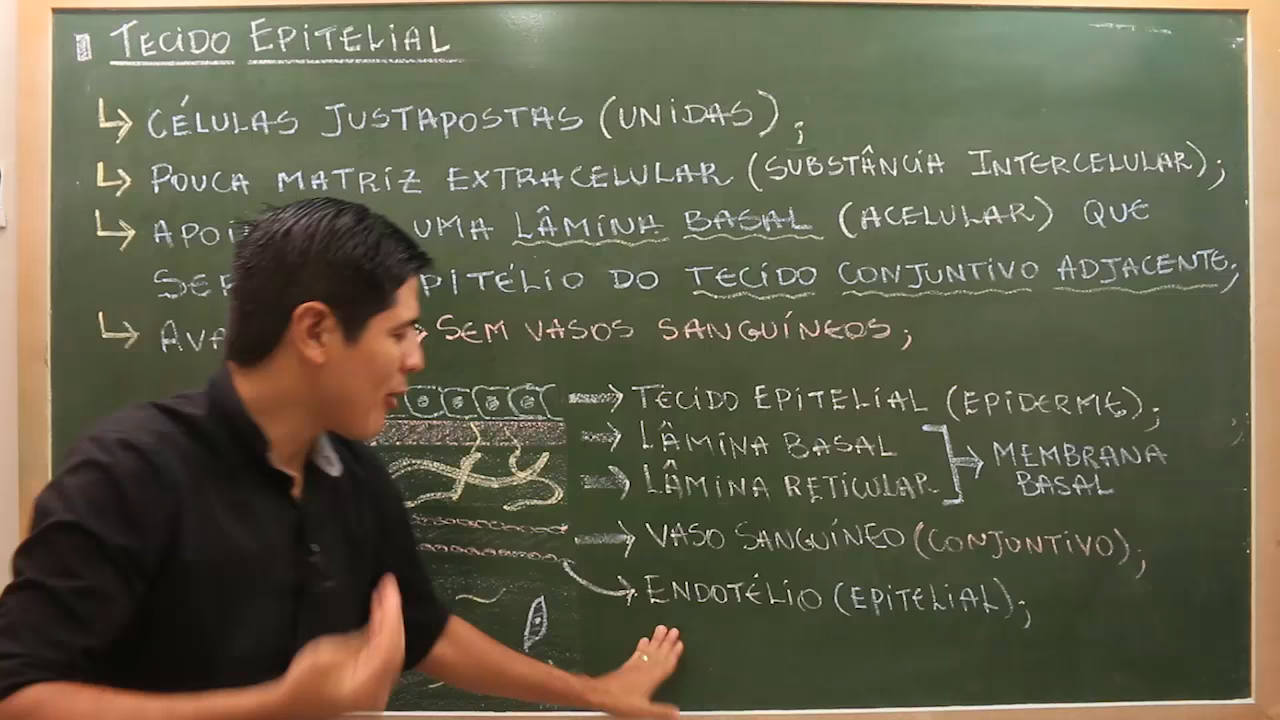 TECIDO EPITELIAL
CÉLULAS JUSTAPOSTAS (UNIDAS);
POUCA MATRIZ EXTRACELULAR (SUBSTÂNCIA INTERCELULAR);
UMA LÂMINA BASAL (ACELULAR) QUE
DO TECIDO CONJUNTIVO ADJACENTE;
SEM VASOS SANGUÍNEOS;
TECIDO EPITELIAL (EPIDERME);
LÂMINA BASAL
LÂMINA RETICULAR
MEMBRANA
BASAL
VASO SANGUÍNEO (CONJUNTIVO);
ENDOTÉLIO (EPITELIAL);